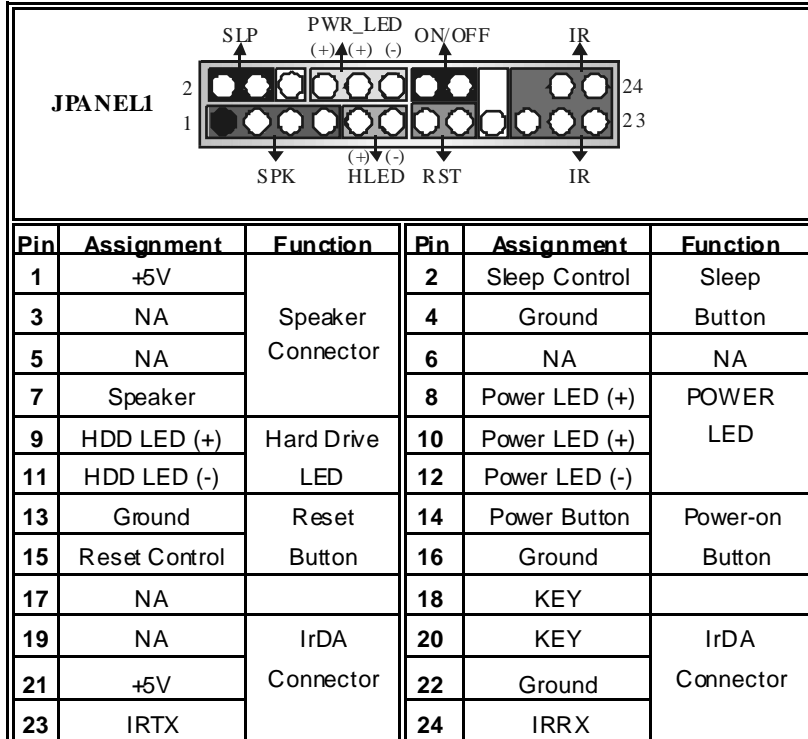 SLP PWR_LED ON/OFF IR
(+) (+) (-)
JPANEL1
2 24
1 23
(+) (-)
SPK HLED RST IR
Pin Assignment Function Pin Assignment Function
1 +5V 2 Sleep Control Sleep
3 NA Speaker 4 Ground Button
5 NA Connector 6 NA NA
7 Speaker 8 Power LED (+) POWER
9 HDD LED (+) Hard Drive 10 Power LED (+) LED
11 HDD LED (-) LED 12 Power LED (-)
13 Ground Reset 14 Power Button Power-on
15 Reset Control Button 16 Ground Button
17 NA 18 KEY
19 NA IrDA 20 KEY IrDA
21 +5V Connector 22 Ground Connector
23 IRTX 24 IRRX